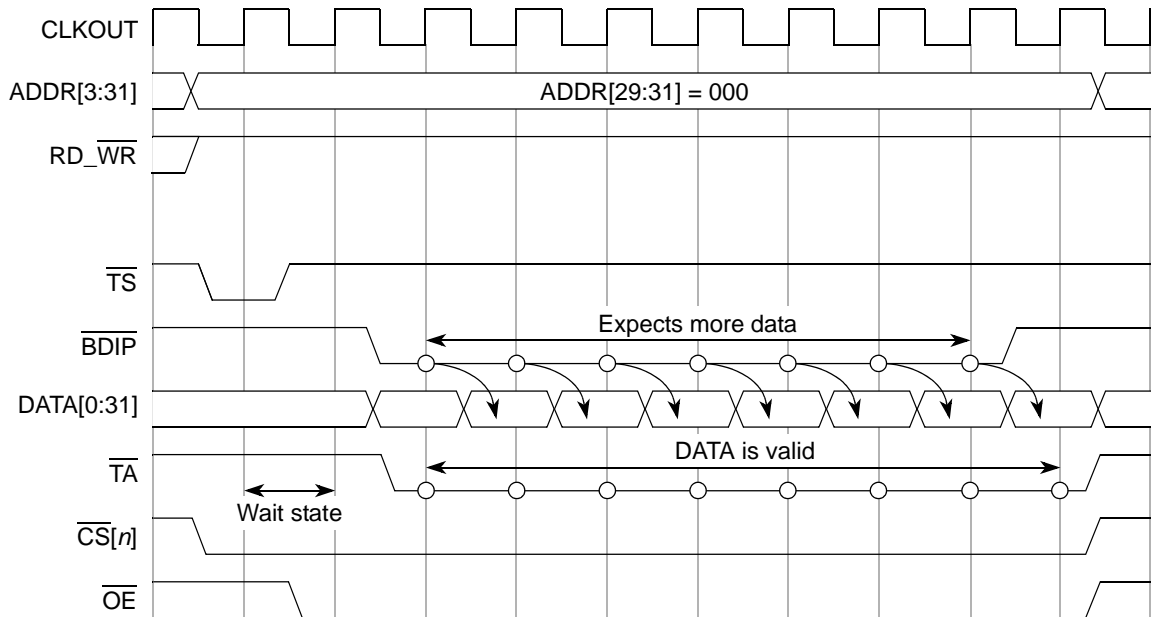 CLKOUT
ADDR[3:31]
ADDR[29:31] = 000
RD_WR
TS
Expects more data
BDIP
DATA[0:31]
DATA is valid
TA
Wait state
CS[n]
OE